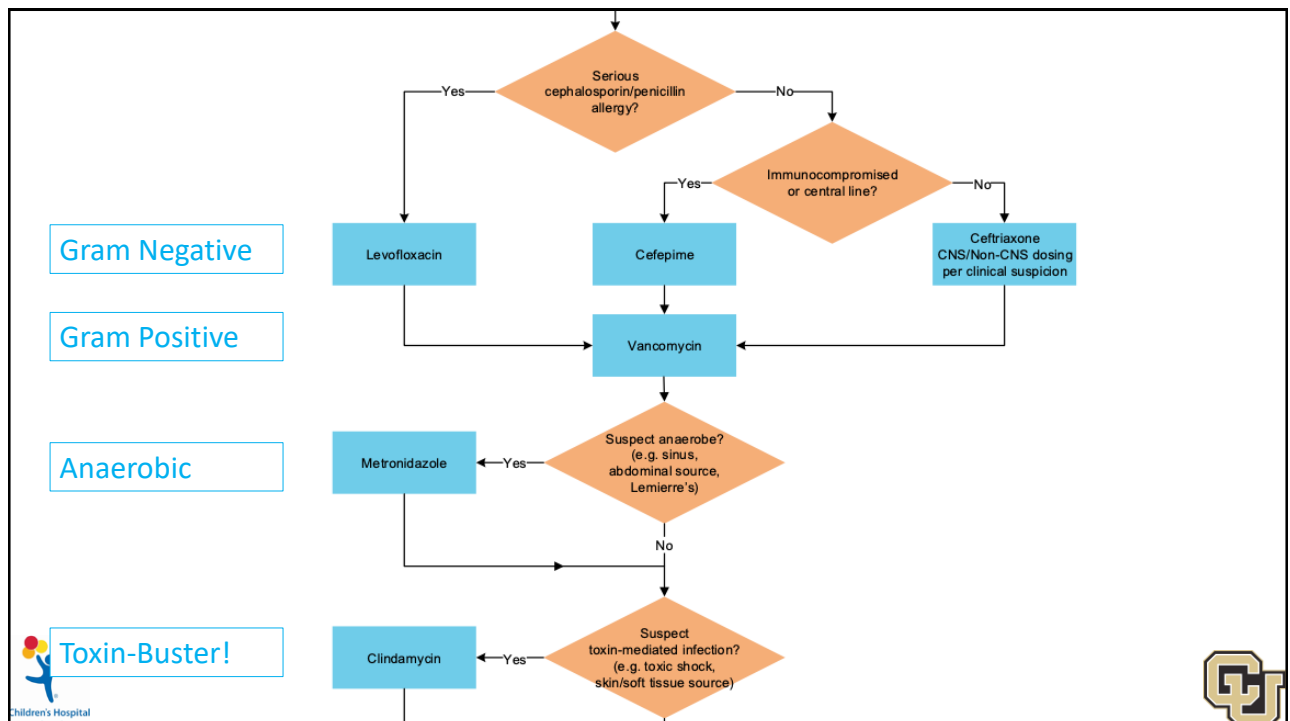 Serious
cephalosporin/penicillin
allergy?
Yes
No
Immunocompromised
or central line?
Yes
No
Gram Negative
Levofloxacin
Cefepime
Ceftriaxone
CNS/Non-CNS dosing
per clinical suspicion
Gram Positive
Vancomycin
Anaerobic
Metronidazole
Yes
Suspect anaerobe?
(e.g. sinus,
abdominal source,
Lemierre's)
No
Toxin-Buster!
Clindamycin
Yes
Suspect
toxin-mediated infection?
(e.g. toxic shock,
skin/soft tissue source)
Children's Hospital
CU